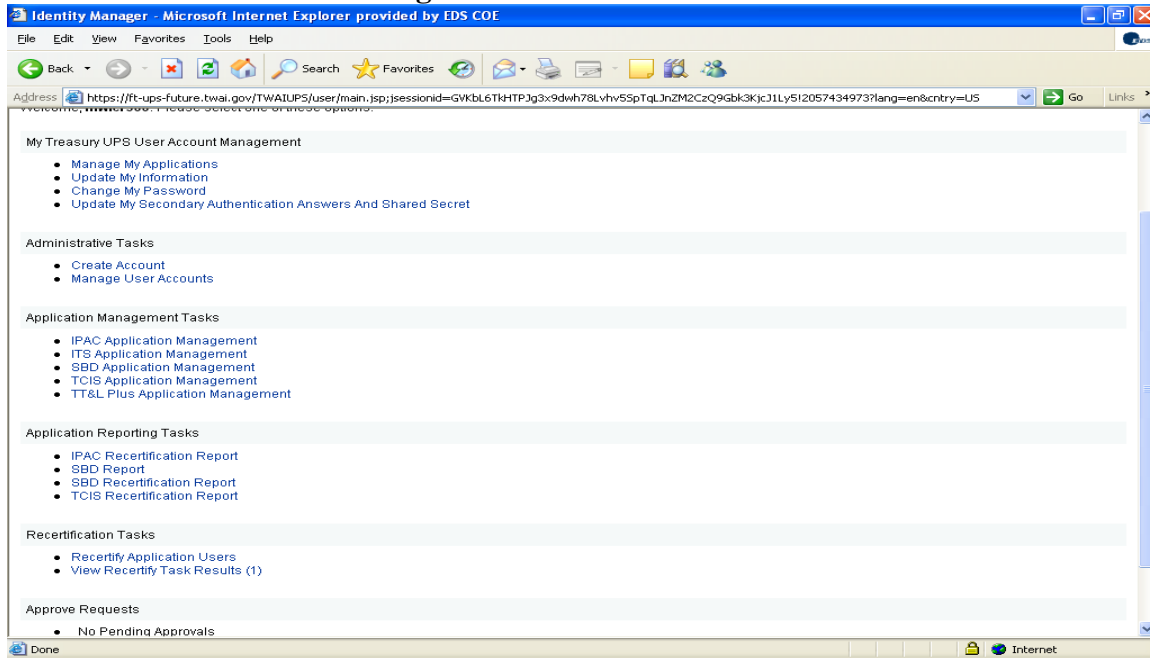 Identity Manager - Microsoft Internet Explorer provided by EDS COE
File Edit View Favorites Tools Help
Back Search Favorites
Address https://ft-ups-future.twai.gov/TWAIUPS/user/main.jsp;jsessionid=GVKbL6TkHTPJg3x9dwh78Lvhv5SpTqLJnZM2CzQ9Gbk3KjcJ1Ly5!2057434973?lang=en&cntry=US Go Links
Please select one of these options.
My Treasury UPS User Account Management
Manage My Applications
Update My Information
Change My Password
Update My Secondary Authentication Answers And Shared Secret
Administrative Tasks
Create Account
Manage User Accounts
Application Management Tasks
IPAC Application Management
ITS Application Management
SBD Application Management
TCIS Application Management
TT&L Plus Application Management
Application Reporting Tasks
IPAC Recertification Report
SBD Report
SBD Recertification Report
TCIS Recertification Report
Recertification Tasks
Recertify Application Users
View Recertify Task Results (1)
Approve Requests
No Pending Approvals
Done Internet